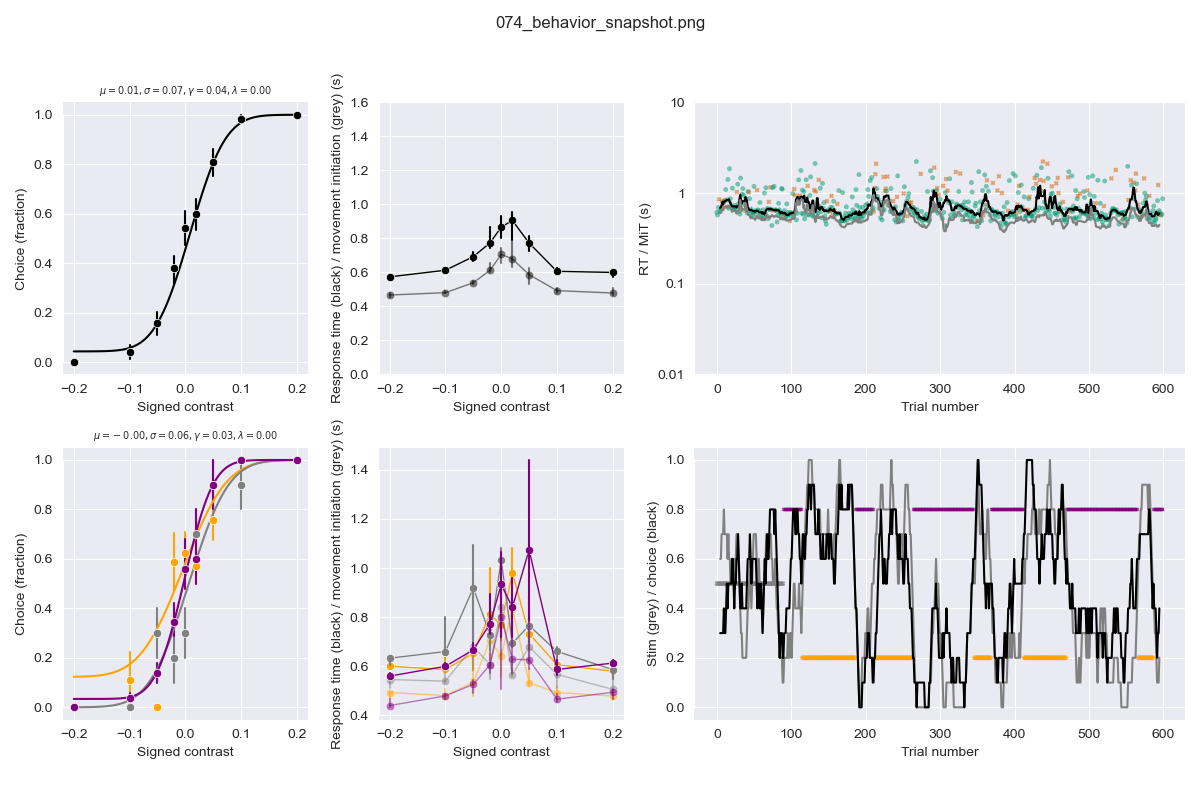 074_behavior_snapshot.png
μ = 0.01, σ = 0.07, γ = 0.04, λ = 0.00
Choice (fraction)
1.0
0.8
0.6
0.4
0.2
0.0
−0.2 −0.1 0.0 0.1 0.2
Signed contrast
Response time (black) / movement initiation (grey) (s)
1.6
1.4
1.2
1.0
0.8
0.6
0.4
0.2
0.0
−0.2 −0.1 0.0 0.1 0.2
Signed contrast
RT / MiT (s)
10
1
0.1
0.01
0 100 200 300 400 500 600
Trial number
μ = − 0.00, σ = 0.06, γ = 0.03, λ = 0.00
Choice (fraction)
1.0
0.8
0.6
0.4
0.2
0.0
−0.2 −0.1 0.0 0.1 0.2
Signed contrast
Response time (black) / movement initiation (grey) (s)
1.4
1.2
1.0
0.8
0.6
0.4
−0.2 −0.1 0.0 0.1 0.2
Signed contrast
Stim (grey) / choice (black)
1.0
0.8
0.6
0.4
0.2
0.0
0 100 200 300 400 500 600
Trial number